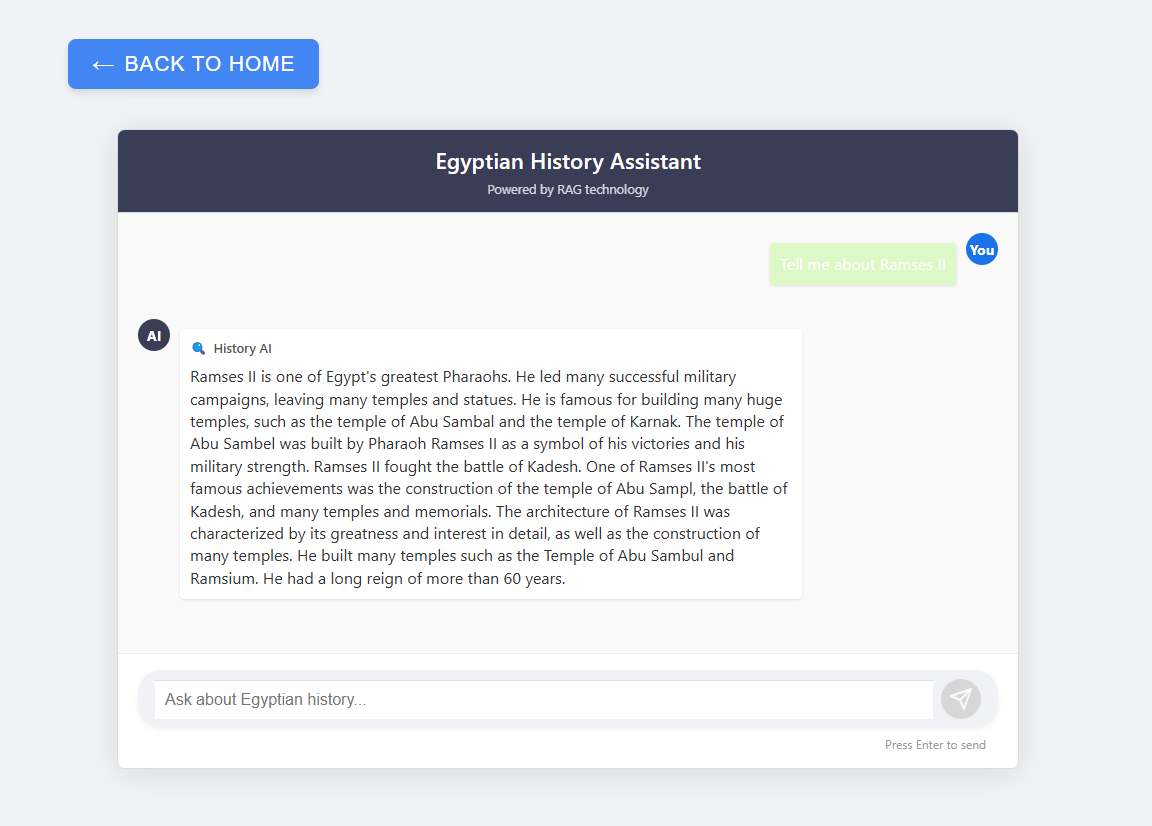 ← BACK TO HOME
Egyptian History Assistant
Powered by RAG technology
You
Tell me about Ramses II
AI
History AI
Ramses II is one of Egypt's greatest Pharaohs. He led many successful military
campaigns, leaving many temples and statues. He is famous for building many huge
temples, such as the temple of Abu Sambal and the temple of Karnak. The temple of
Abu Sambel was built by Pharaoh Ramses II as a symbol of his victories and his
military strength. Ramses II fought the battle of Kadesh. One of Ramses II's most
famous achievements was the construction of the temple of Abu Sampl, the battle of
Kadesh, and many temples and memorials. The architecture of Ramses II was
characterized by its greatness and interest in detail, as well as the construction of
many temples. He built many temples such as the Temple of Abu Sambul and
Ramsium. He had a long reign of more than 60 years.
Ask about Egyptian history...
Press Enter to send